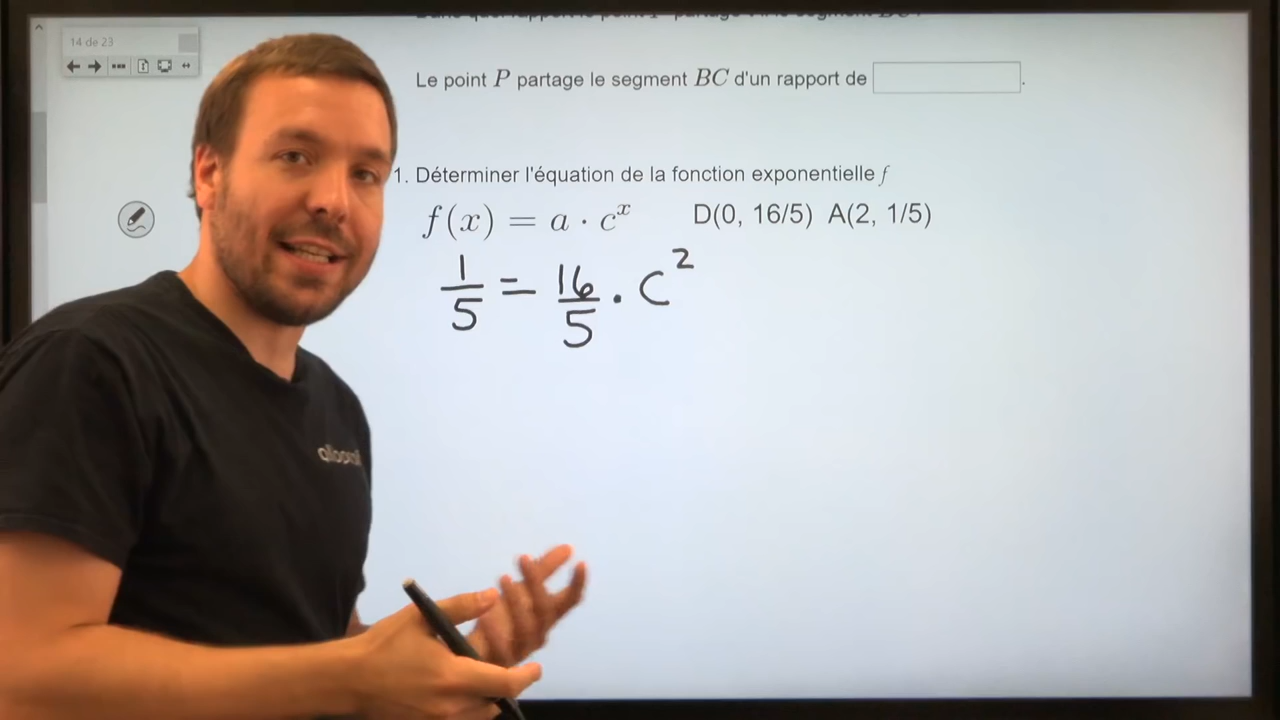 14 de 23
Le point P partage le segment BC d'un rapport de .
1. Déterminer l'équation de la fonction exponentielle f
f(x) = a · c^x D(0, 16/5) A(2, 1/5)
1/5 = 16/5 · c^2